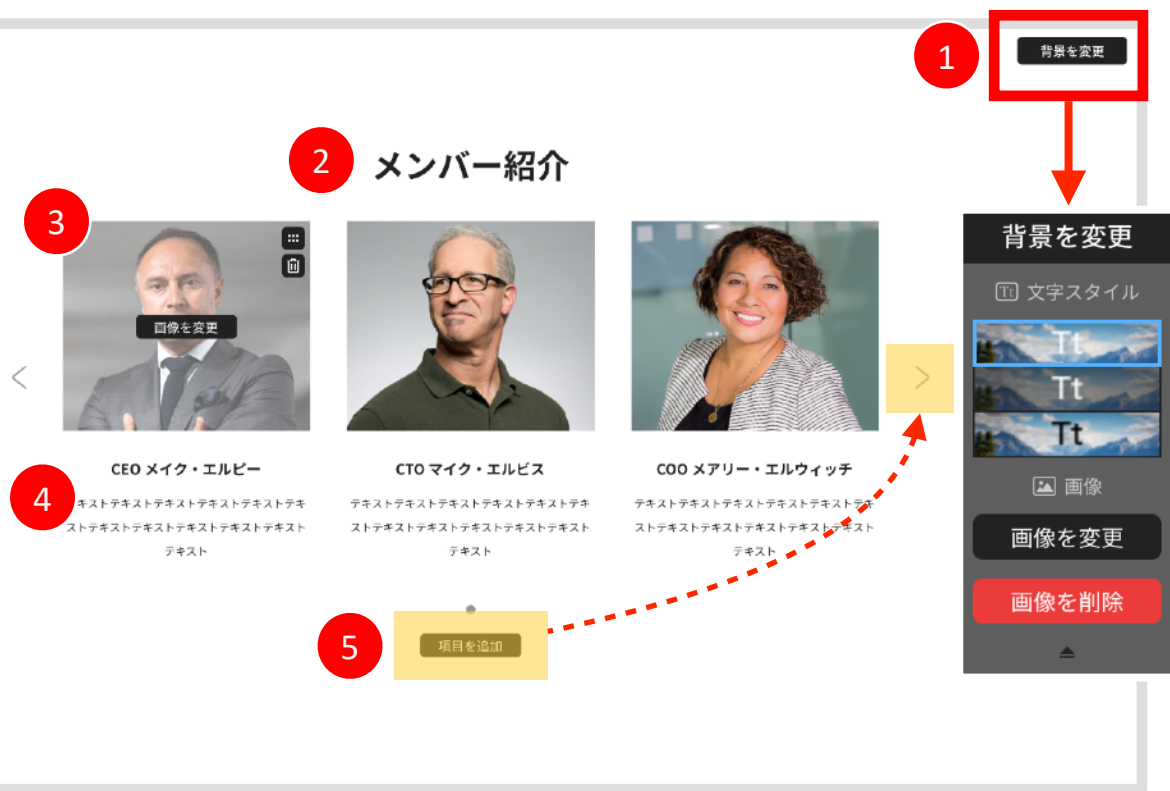 1
背景を変更
2
メンバー紹介
3
画像を変更
背景を変更
Tt 文字スタイル
Tt
Tt
Tt
画像
画像を変更
画像を削除
CEO メイク・エルピー
CTO マイク・エルビス
COO メアリー・エルウィッチ
4
キストテキストテキストテキストテキストテキ
ストテキストテキストテキストテキストテキスト
テキスト
テキストテキストテキストテキストテキストテキ
ストテキストテキストテキストテキストテキスト
テキスト
テキストテキストテキストテキストテキストテキ
ストテキストテキストテキストテキストテキスト
テキスト
5
項目を追加